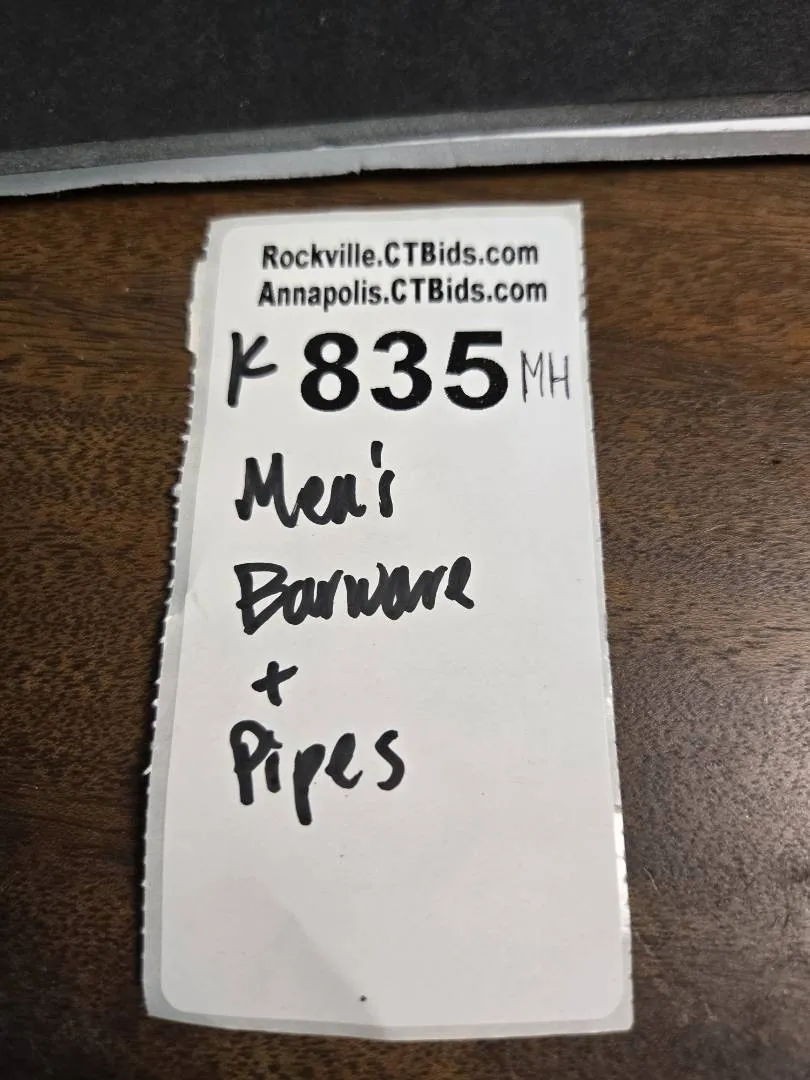 Rockville.CTBids.com
Annapolis.CTBids.com
K 835 MH
Men's
Barware
+
Pipes